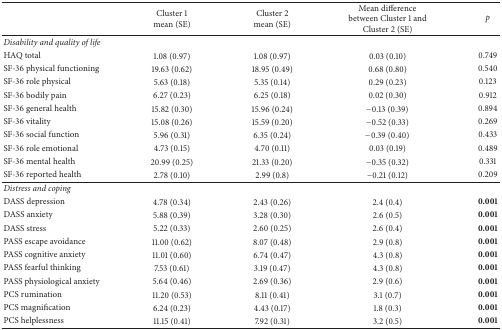 Cluster 1 mean (SE) Cluster 2 mean (SE) Mean difference between Cluster 1 and Cluster 2 (SE) p
Disability and quality of life
HAQ total 1.08 (0.97) 1.08 (0.97) 0.03 (0.10) 0.749
SF-36 physical functioning 19.63 (0.62) 18.95 (0.49) 0.68 (0.80) 0.540
SF-36 role physical 5.63 (0.18) 5.35 (0.14) 0.29 (0.23) 0.123
SF-36 bodily pain 6.27 (0.23) 6.25 (0.18) 0.02 (0.30) 0.912
SF-36 general health 15.82 (0.30) 15.96 (0.24) −0.13 (0.39) 0.894
SF-36 vitality 15.08 (0.26) 15.59 (0.20) −0.52 (0.33) 0.269
SF-36 social function 5.96 (0.31) 6.35 (0.24) −0.39 (0.40) 0.433
SF-36 role emotional 4.73 (0.15) 4.70 (0.11) 0.03 (0.19) 0.489
SF-36 mental health 20.99 (0.25) 21.33 (0.20) −0.35 (0.32) 0.331
SF-36 reported health 2.78 (0.10) 2.99 (0.8) −0.21 (0.12) 0.209
Distress and coping
DASS depression 4.78 (0.34) 2.43 (0.26) 2.4 (0.4) 0.001
DASS anxiety 5.88 (0.39) 3.28 (0.30) 2.6 (0.5) 0.001
DASS stress 5.22 (0.33) 2.60 (0.25) 2.6 (0.4) 0.001
PASS escape avoidance 11.00 (0.62) 8.07 (0.48) 2.9 (0.8) 0.001
PASS cognitive anxiety 11.01 (0.60) 6.74 (0.47) 4.3 (0.8) 0.001
PASS fearful thinking 7.53 (0.61) 3.19 (0.47) 4.3 (0.8) 0.001
PASS physiological anxiety 5.64 (0.46) 2.69 (0.36) 2.9 (0.6) 0.001
PCS rumination 11.20 (0.53) 8.11 (0.41) 3.1 (0.7) 0.001
PCS magnification 6.24 (0.23) 4.43 (0.17) 1.8 (0.3) 0.001
PCS helplessness 11.15 (0.41) 7.92 (0.31) 3.2 (0.5) 0.001